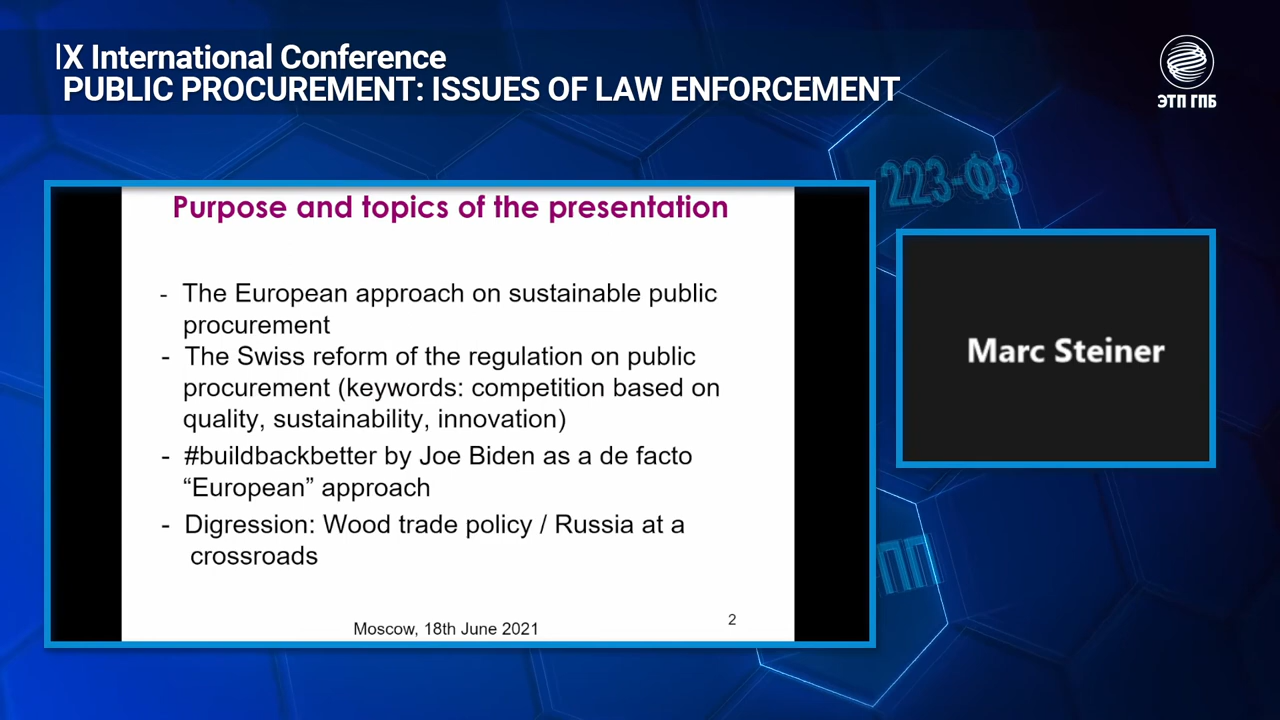 IX International Conference
PUBLIC PROCUREMENT: ISSUES OF LAW ENFORCEMENT
ЭТП ГПБ
223-ФЗ
Purpose and topics of the presentation
- The European approach on sustainable public
procurement
- The Swiss reform of the regulation on public
procurement (keywords: competition based on
quality, sustainability, innovation)
- #buildbackbetter by Joe Biden as a de facto
“European” approach
- Digression: Wood trade policy / Russia at a
crossroads
Moscow, 18th June 2021
2
Marc Steiner